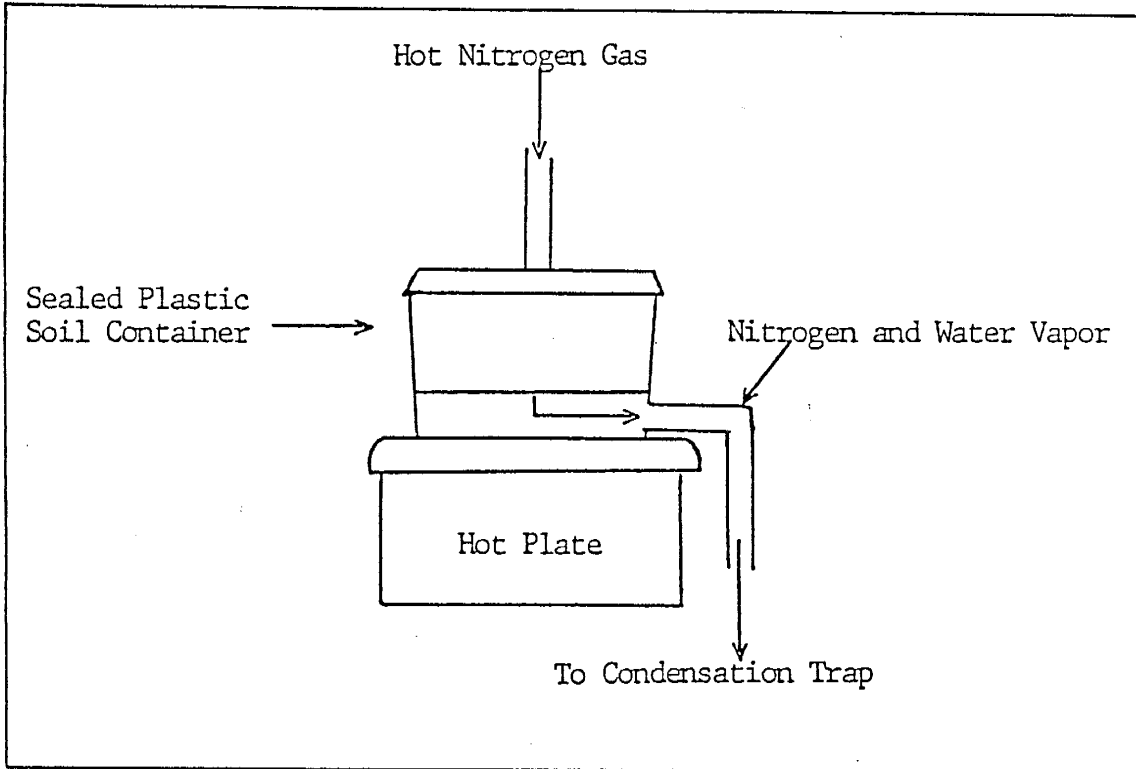 Hot Nitrogen Gas
Sealed Plastic
Soil Container
Nitrogen and Water Vapor
Hot Plate
To Condensation Trap